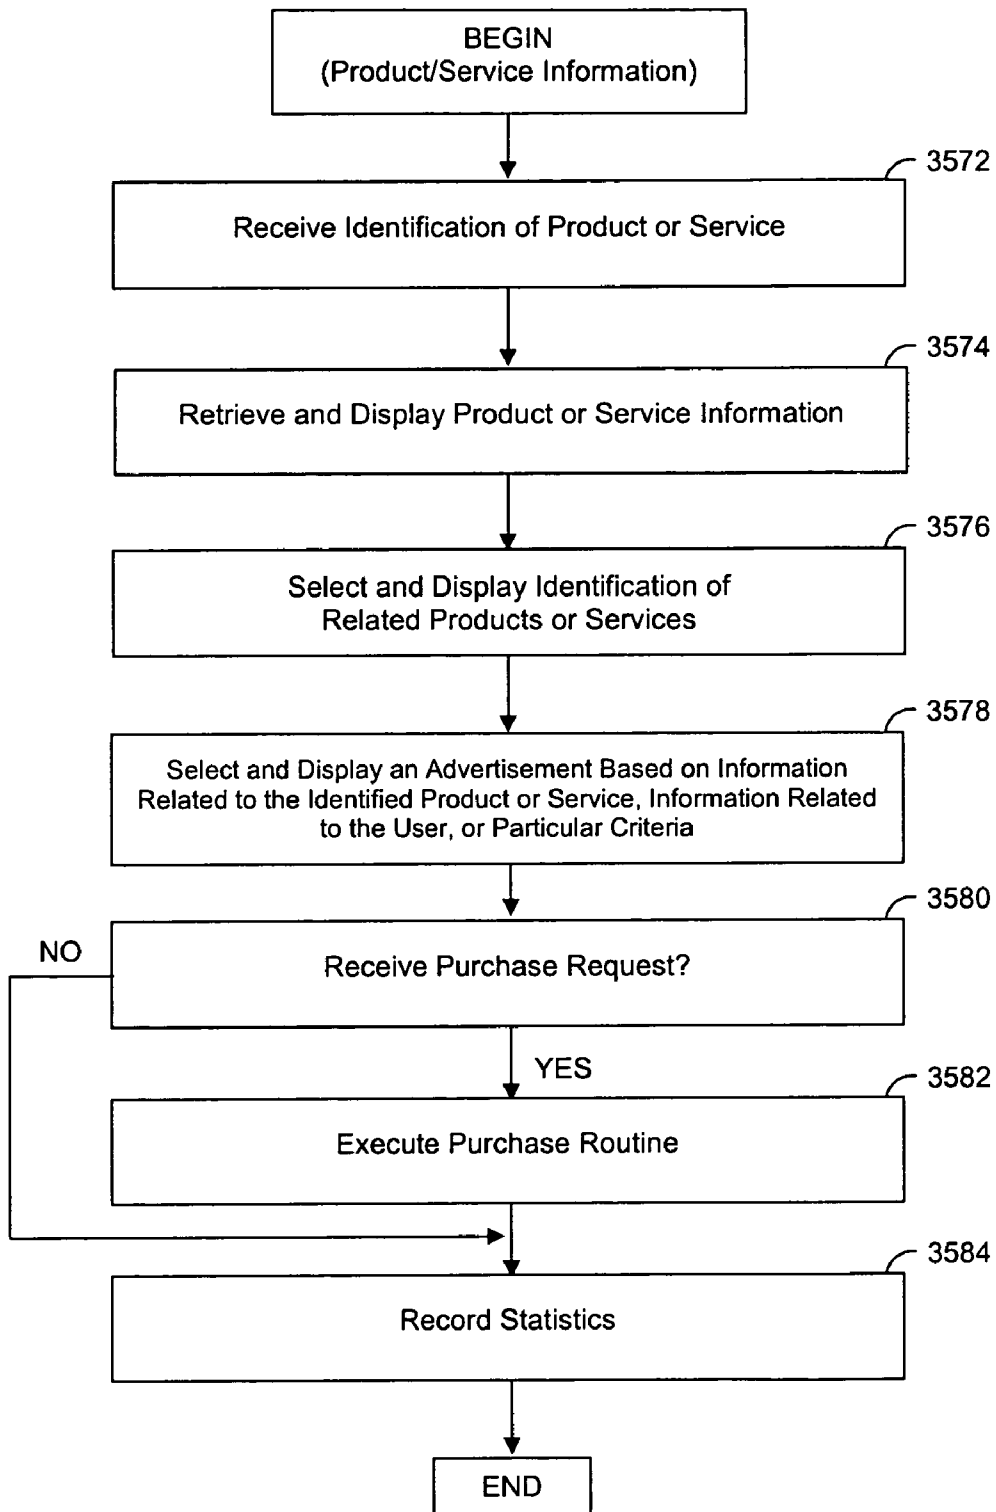 BEGIN
(Product/Service Information)
3572
Receive Identification of Product or Service
3574
Retrieve and Display Product or Service Information
3576
Select and Display Identification of
Related Products or Services
3578
Select and Display an Advertisement Based on Information
Related to the Identified Product or Service, Information Related
to the User, or Particular Criteria
3580
NO
Receive Purchase Request?
YES
3582
Execute Purchase Routine
3584
Record Statistics
END